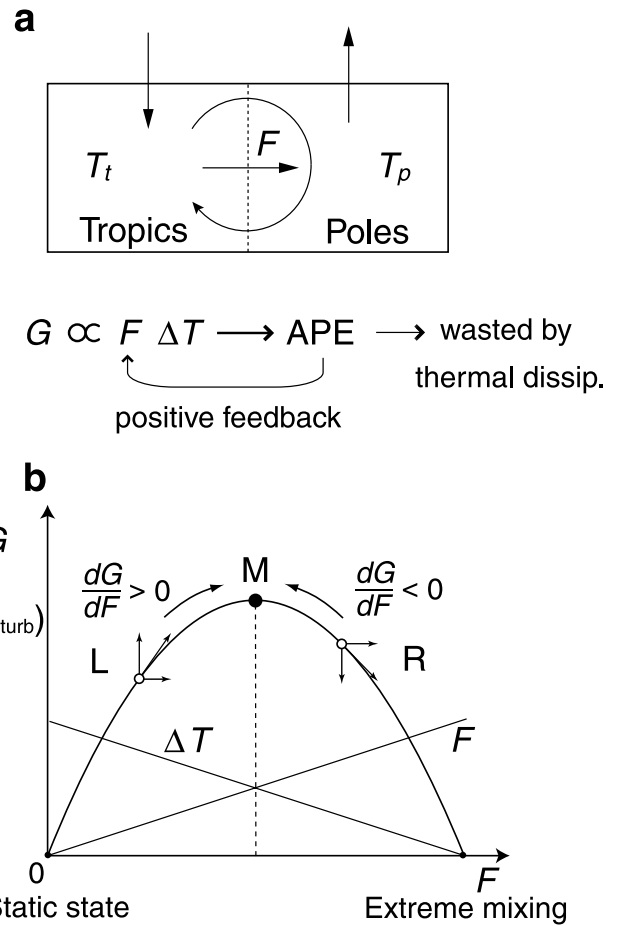 a
F
T_t T_p
Tropics Poles
G ∝ F ΔT → APE → wasted by
thermal dissip.
positive feedback
b
G
M
dG/dF > 0 dG/dF < 0
turb)
L R
ΔT F
0 F
Static state Extreme mixing